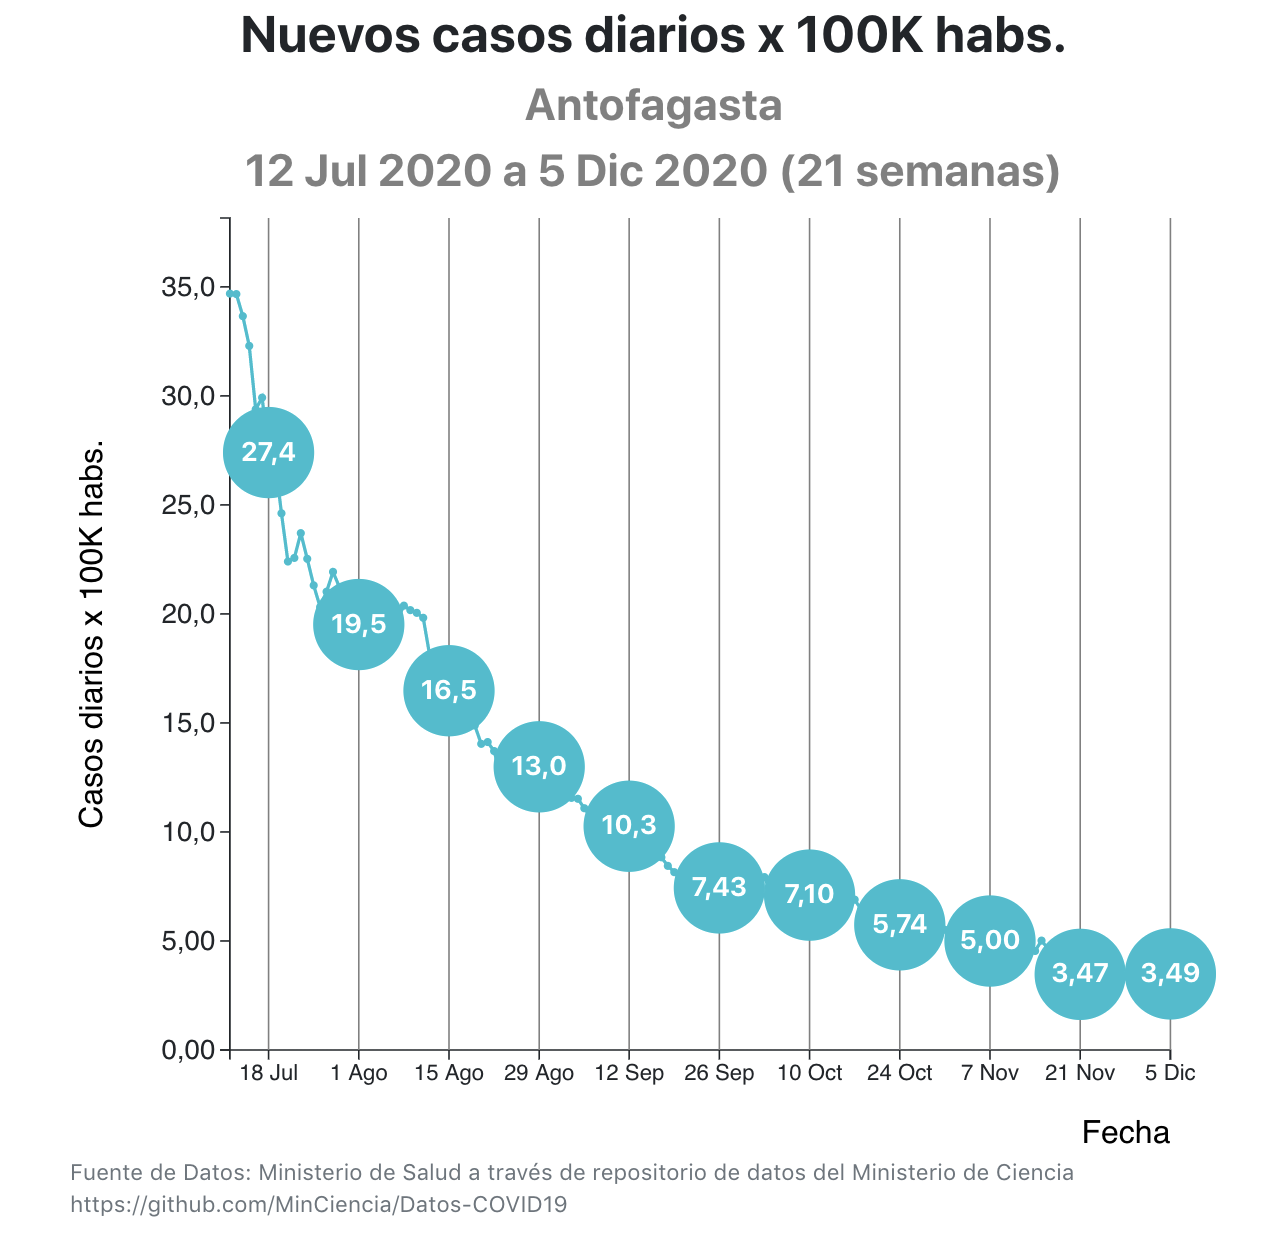 Nuevos casos diarios x 100K habs.
Antofagasta
12 Jul 2020 a 5 Dic 2020 (21 semanas)
Casos diarios x 100K habs.
35,0
30,0
25,0
20,0
15,0
10,0
5,00
0,00
27,4
19,5
16,5
13,0
10,3
7,43
7,10
5,74
5,00
3,47
3,49
18 Jul
1 Ago
15 Ago
29 Ago
12 Sep
26 Sep
10 Oct
24 Oct
7 Nov
21 Nov
5 Dic
Fecha
Fuente de Datos: Ministerio de Salud a través de repositorio de datos del Ministerio de Ciencia
https://github.com/MinCiencia/Datos-COVID19